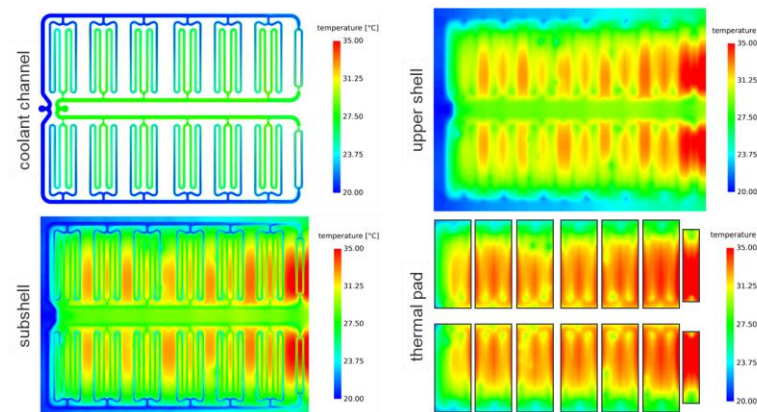 coolant channel
temperature [°C]
35.00
31.25
27.50
23.75
20.00
upper shell
temperature [°C]
35.00
31.25
27.50
23.75
20.00
subshell
temperature [°C]
35.00
31.25
27.50
23.75
20.00
thermal pad
temperature
35.00
31.25
27.50
23.75
20.00